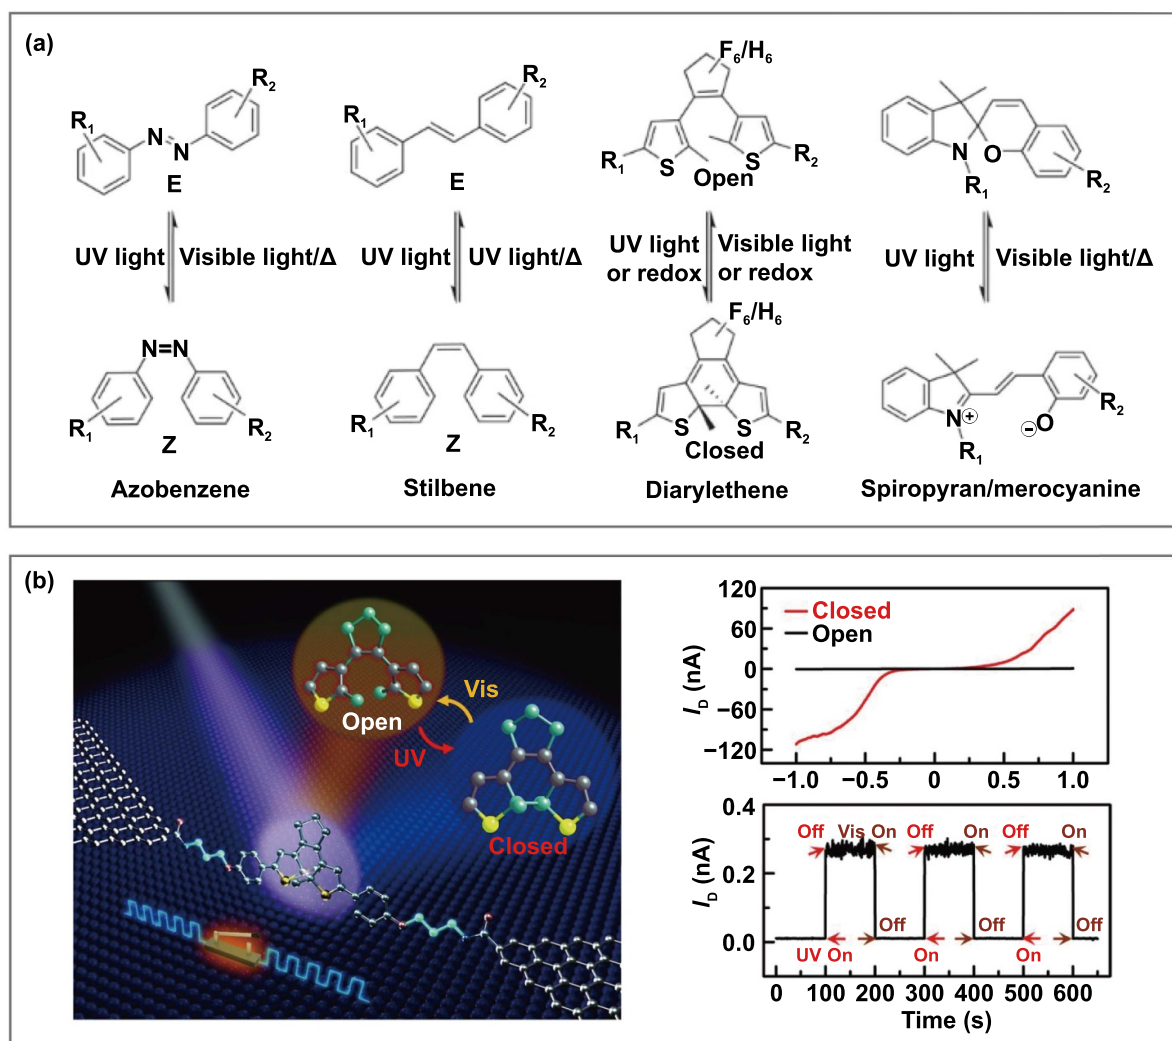 (a)
R1
N
N
R2
E
UV light
Visible light/Δ
N=N
R1
R2
Z
Azobenzene
R1
R2
E
UV light
UV light/Δ
R1
R2
Z
Stilbene
F6/H6
R1
S
S
R2
Open
UV light
or redox
Visible light
or redox
F6/H6
R1
S
S
R2
Closed
Diarylethene
N
O
R1
R2
UV light
Visible light/Δ
N
+
−
O
R1
R2
Spiropyran/merocyanine
(b)
Open
Vis
UV
Closed
120
60
0
−60
−120
ID (nA)
Closed
Open
−1.0
−0.5
0
0.5
1.0
0.4
0.2
0.0
ID (nA)
Off
Vis On
Off
On
Off
On
Off
Off
Off
UV On
On
On
0
100
200
300
400
500
600
Time (s)